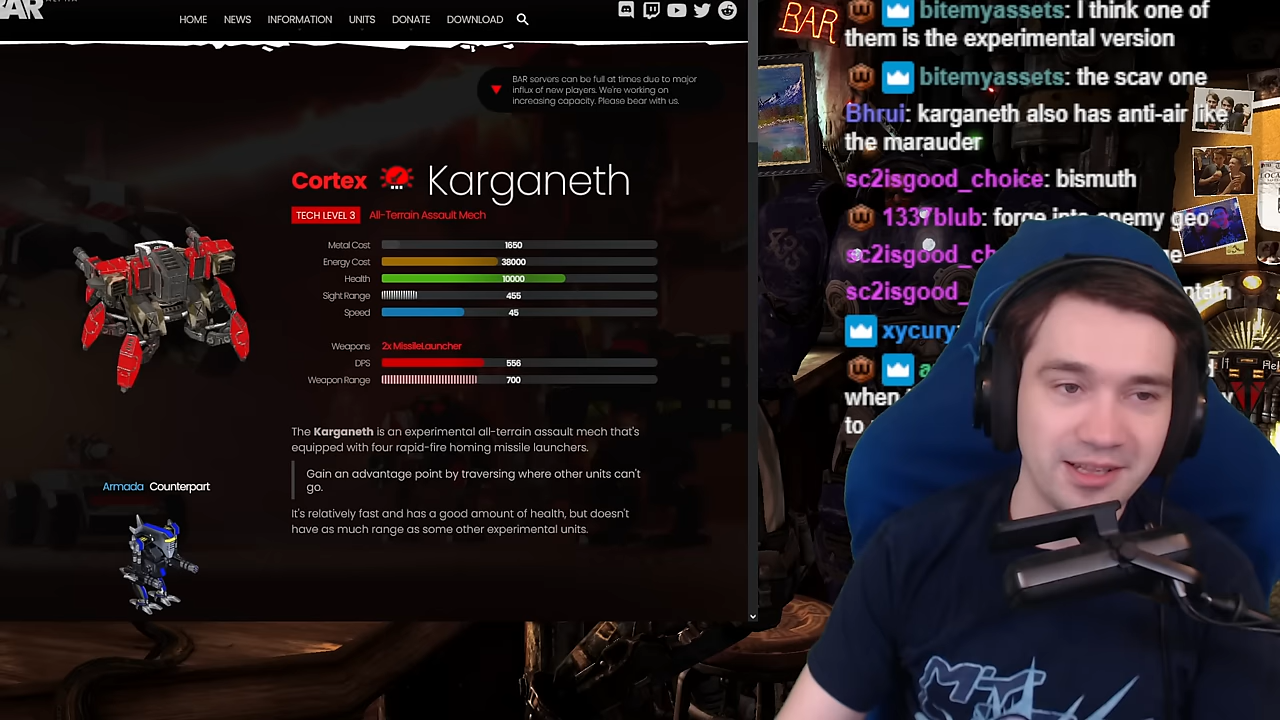 BAR
HOME NEWS INFORMATION UNITS DONATE DOWNLOAD
BAR servers can be full at times due to major
influx of new players. We're working on
increasing capacity. Please bear with us.
Cortex Karganeth
TECH LEVEL 3 All-Terrain Assault Mech
Metal Cost 1650
Energy Cost 38000
Health 10000
Sight Range 455
Speed 45
Weapons 2x MissileLauncher
DPS 556
Weapon Range 700
The Karganeth is an experimental all-terrain assault mech that's
equipped with four rapid-fire homing missile launchers.
Gain an advantage point by traversing where other units can't
go.
It's relatively fast and has a good amount of health, but doesn't
have as much range as some other experimental units.
Armada Counterpart
BAR
bitemyassets: I think one of
them is the experimental version
bitemyassets: the scav one
Bhrui: karganeth also has anti-air like
the marauder
sc2isgood_choice: bismuth
1337blub: forge into enemy geo
sc2isgood_ch
sc2isgood_
xycury
when
to